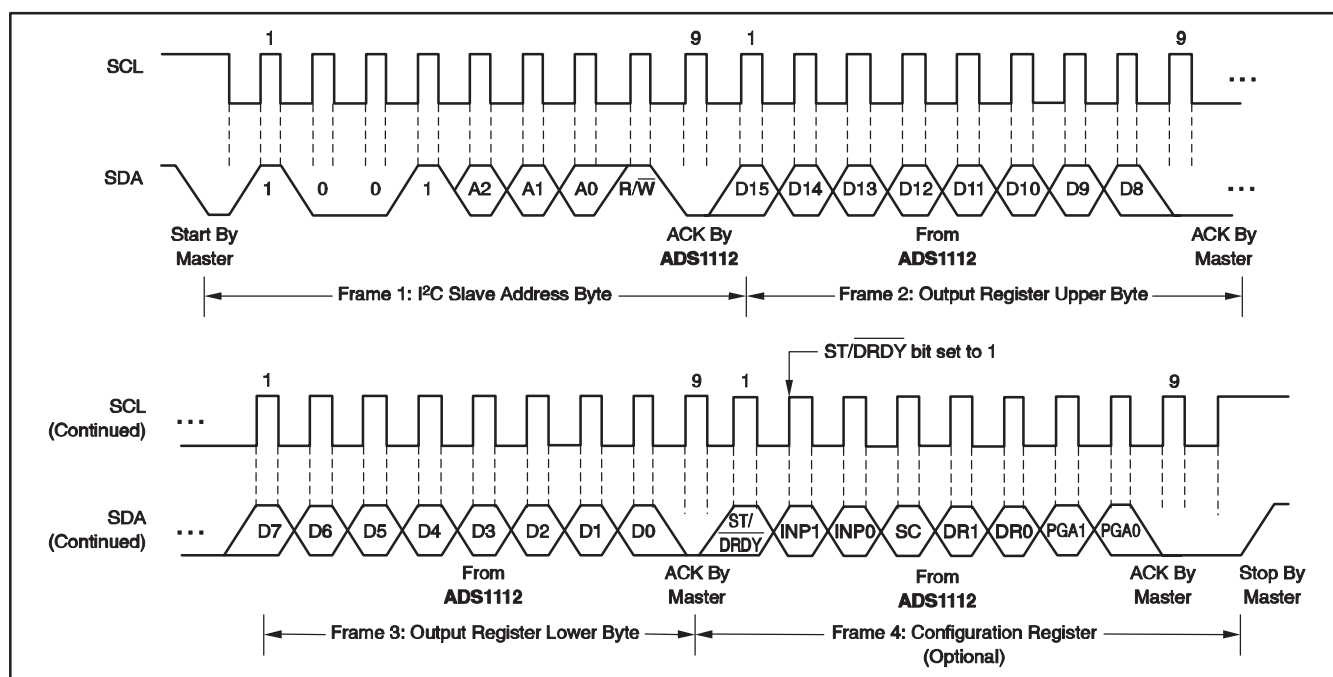 1 9 1 9
SCL ...
SDA 1 0 0 1 A2 A1 A0 R/W̅ D15 D14 D13 D12 D11 D10 D9 D8 ...
Start By Master
ACK By ADS1112
From ADS1112
ACK By Master
Frame 1: I²C Slave Address Byte
Frame 2: Output Register Upper Byte
ST/D̅R̅D̅Y̅ bit set to 1
1 9 1 9
SCL (Continued) ...
SDA (Continued) ... D7 D6 D5 D4 D3 D2 D1 D0 ST/D̅R̅D̅Y̅ INP1 INP0 SC DR1 DR0 PGA1 PGA0
From ADS1112
ACK By Master
From ADS1112
ACK By Master
Stop By Master
Frame 3: Output Register Lower Byte
Frame 4: Configuration Register
(Optional)